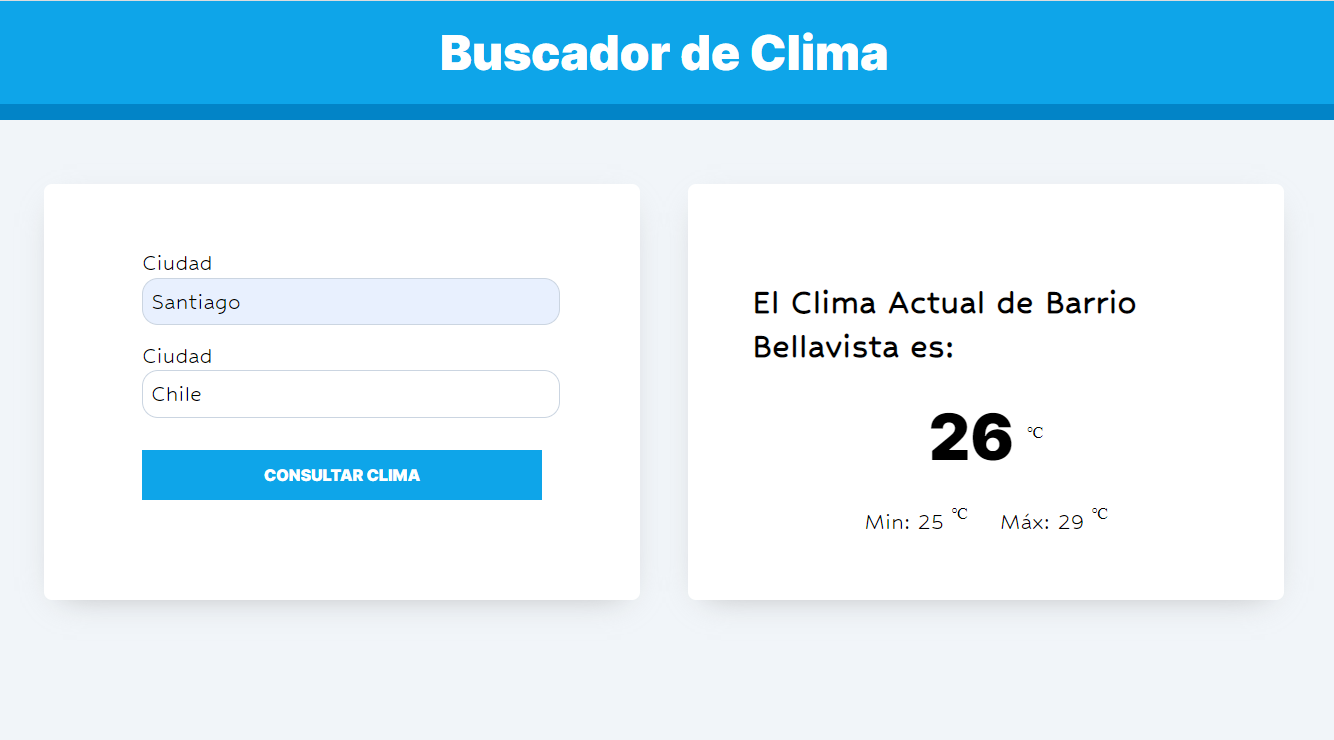 Buscador de Clima
Ciudad
Santiago
Ciudad
Chile
CONSULTAR CLIMA
El Clima Actual de Barrio
Bellavista es:
26 °C
Min: 25 °C Máx: 29 °C